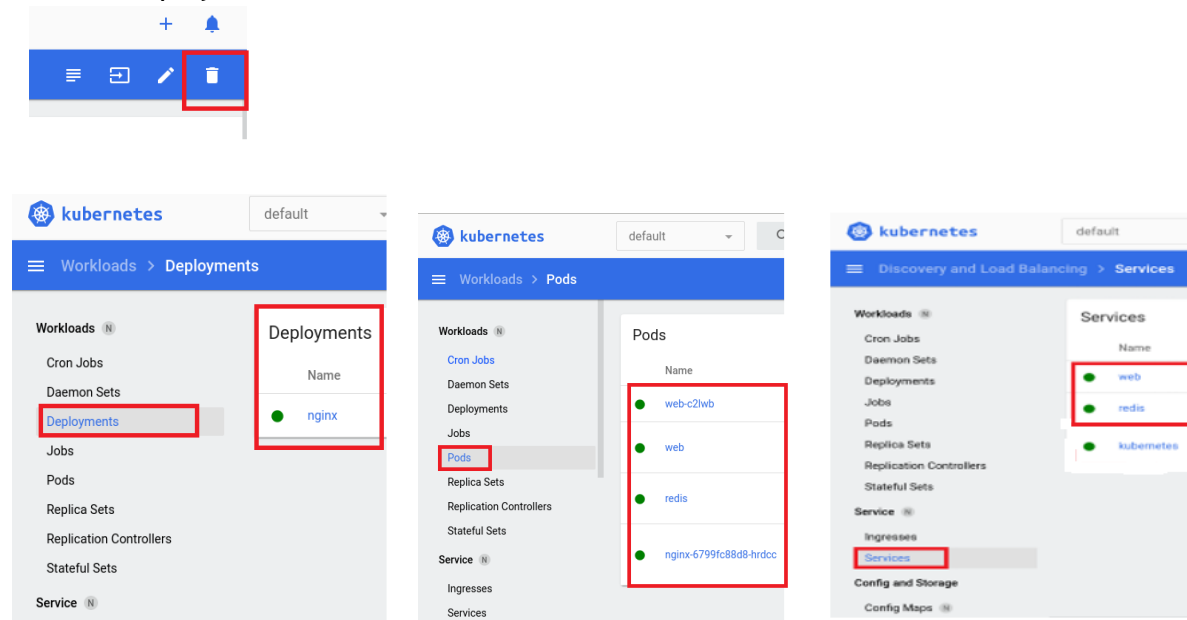 kubernetes
default
Workloads > Deployments
Workloads N
Cron Jobs
Daemon Sets
Deployments
Jobs
Pods
Replica Sets
Replication Controllers
Stateful Sets
Service N
Deployments
Name
nginx
kubernetes
default
Workloads > Pods
Workloads N
Cron Jobs
Daemon Sets
Deployments
Jobs
Pods
Replica Sets
Replication Controllers
Stateful Sets
Service N
Ingresses
Services
Pods
Name
web-c2lwb
web
redis
nginx-6799fc88d8-hrdcc
kubernetes
default
Discovery and Load Balancing > Services
Workloads N
Cron Jobs
Daemon Sets
Deployments
Jobs
Pods
Replica Sets
Replication Controllers
Stateful Sets
Service N
Ingresses
Services
Config and Storage
Config Maps N
Services
Name
web
redis
kubernetes